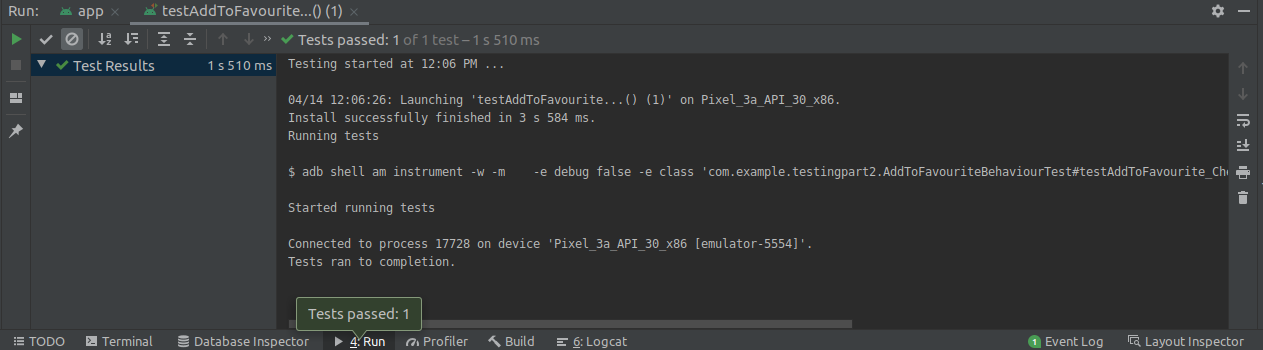 Run: app testAddToFavourite...() (1)
Tests passed: 1 of 1 test – 1 s 510 ms
Test Results 1 s 510 ms
Testing started at 12:06 PM ...
04/14 12:06:26: Launching 'testAddToFavourite...() (1)' on Pixel_3a_API_30_x86.
Install successfully finished in 3 s 584 ms.
Running tests
$ adb shell am instrument -w -m    -e debug false -e class 'com.example.testingpart2.AddToFavouriteBehaviourTest#testAddToFavourite_Che
Started running tests
Connected to process 17728 on device 'Pixel_3a_API_30_x86 [emulator-5554]'.
Tests ran to completion.
Tests passed: 1
TODO Terminal Database Inspector 4: Run Profiler Build 6: Logcat 1 Event Log Layout Inspector